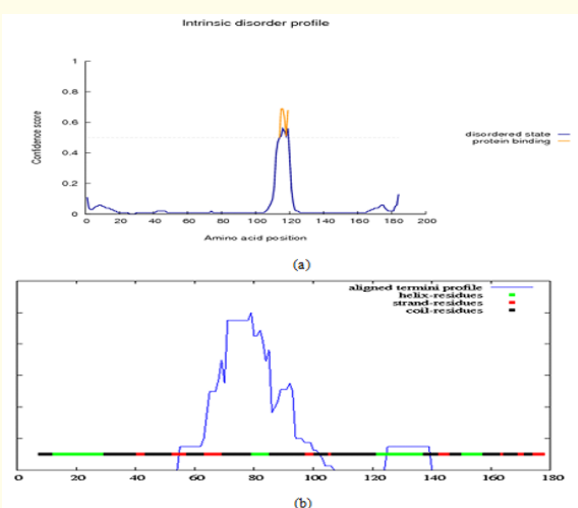 Intrinsic disorder profile
1
0.8
0.6
0.4
0.2
0
Confidence score
0 20 40 60 80 100 120 140 160 180 200
Amino acid position
disordered state
protein binding
(a)
aligned termini profile
helix-residues
strand-residues
coil-residues
0 20 40 60 80 100 120 140 160 180
(b)